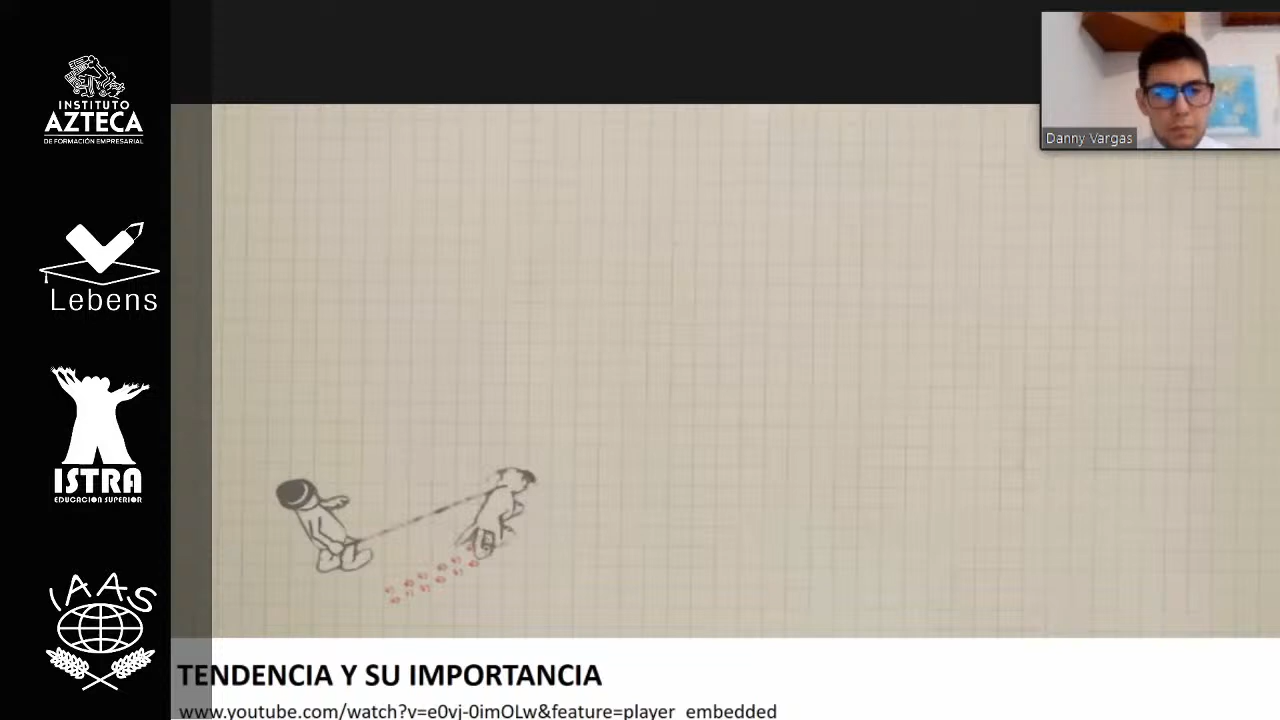 INSTITUTO
AZTECA
DE FORMACIÓN EMPRESARIAL
Lebens
ISTRA
EDUCACION SUPERIOR
IAAS
Danny Vargas
TENDENCIA Y SU IMPORTANCIA
www.youtube.com/watch?v=e0vj-0imOLw&feature=player_embedded